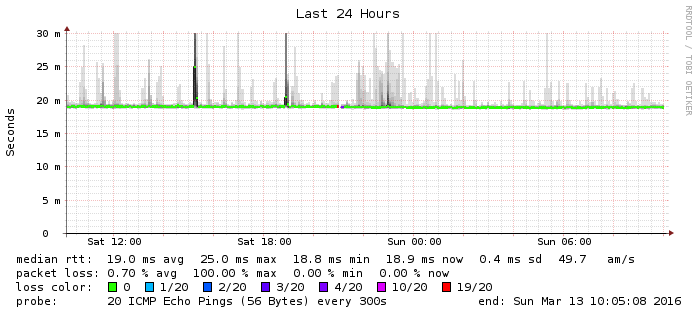 Last 24 Hours
RRDTOOL / TOBI OETIKER
Seconds
30 m
25 m
20 m
15 m
10 m
5 m
0
Sat 12:00 Sat 18:00 Sun 00:00 Sun 06:00
median rtt: 19.0 ms avg 25.0 ms max 18.8 ms min 18.9 ms now 0.4 ms sd 49.7 am/s
packet loss: 0.70 % avg 100.00 % max 0.00 % min 0.00 % now
loss color: 0 1/20 2/20 3/20 4/20 10/20 19/20
probe: 20 ICMP Echo Pings (56 Bytes) every 300s end: Sun Mar 13 10:05:08 2016